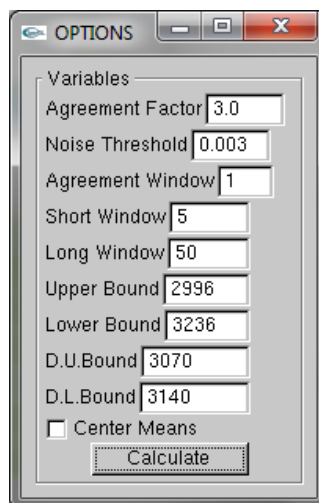 OPTIONS
Variables
Agreement Factor 3.0
Noise Threshold 0.003
Agreement Window 1
Short Window 5
Long Window 50
Upper Bound 2996
Lower Bound 3236
D.U.Bound 3070
D.L.Bound 3140
Center Means
Calculate